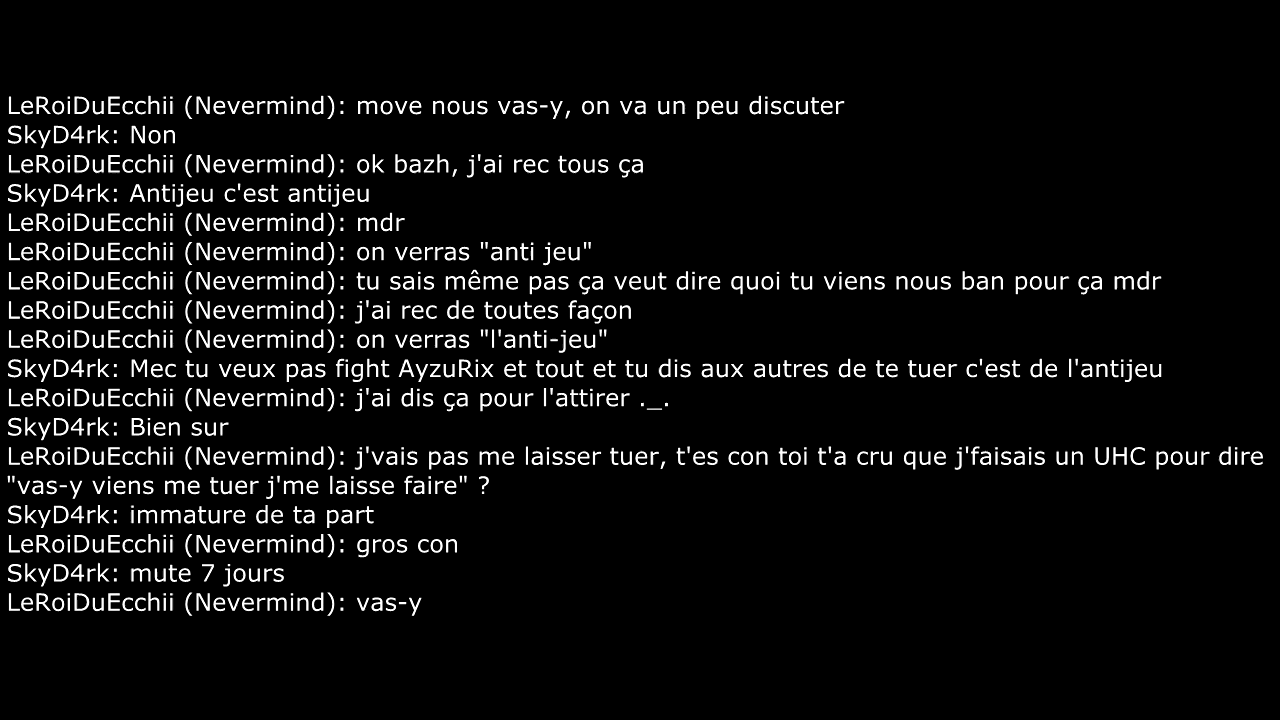 LeRoiDuEcchii (Nevermind): move nous vas-y, on va un peu discuter
SkyD4rk: Non
LeRoiDuEcchii (Nevermind): ok bazh, j'ai rec tous ça
SkyD4rk: Antijeu c'est antijeu
LeRoiDuEcchii (Nevermind): mdr
LeRoiDuEcchii (Nevermind): on verras "anti jeu"
LeRoiDuEcchii (Nevermind): tu sais même pas ça veut dire quoi tu viens nous ban pour ça mdr
LeRoiDuEcchii (Nevermind): j'ai rec de toutes façon
LeRoiDuEcchii (Nevermind): on verras "l'anti-jeu"
SkyD4rk: Mec tu veux pas fight AyzuRix et tout et tu dis aux autres de te tuer c'est de l'antijeu
LeRoiDuEcchii (Nevermind): j'ai dis ça pour l'attirer ._.
SkyD4rk: Bien sur
LeRoiDuEcchii (Nevermind): j'vais pas me laisser tuer, t'es con toi t'a cru que j'faisais un UHC pour dire
"vas-y viens me tuer j'me laisse faire" ?
SkyD4rk: immature de ta part
LeRoiDuEcchii (Nevermind): gros con
SkyD4rk: mute 7 jours
LeRoiDuEcchii (Nevermind): vas-y